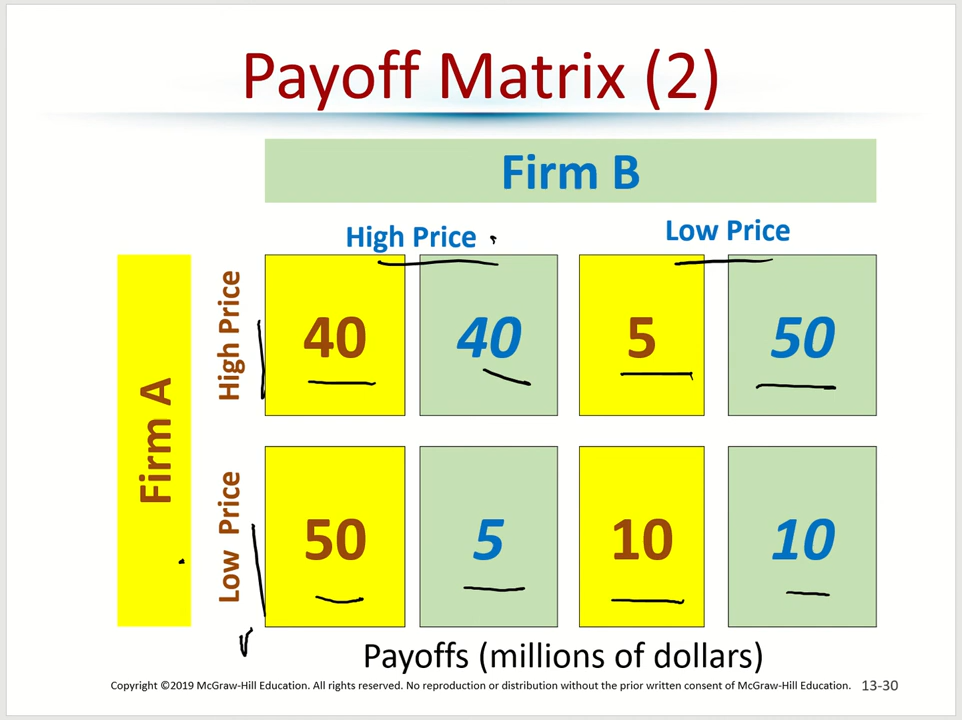 Payoff Matrix (2)
Firm B
High Price
Low Price
Firm A
High Price
40 40 5 50
Low Price
50 5 10 10
Payoffs (millions of dollars)
Copyright ©2019 McGraw-Hill Education. All rights reserved. No reproduction or distribution without the prior written consent of McGraw-Hill Education. 13-30